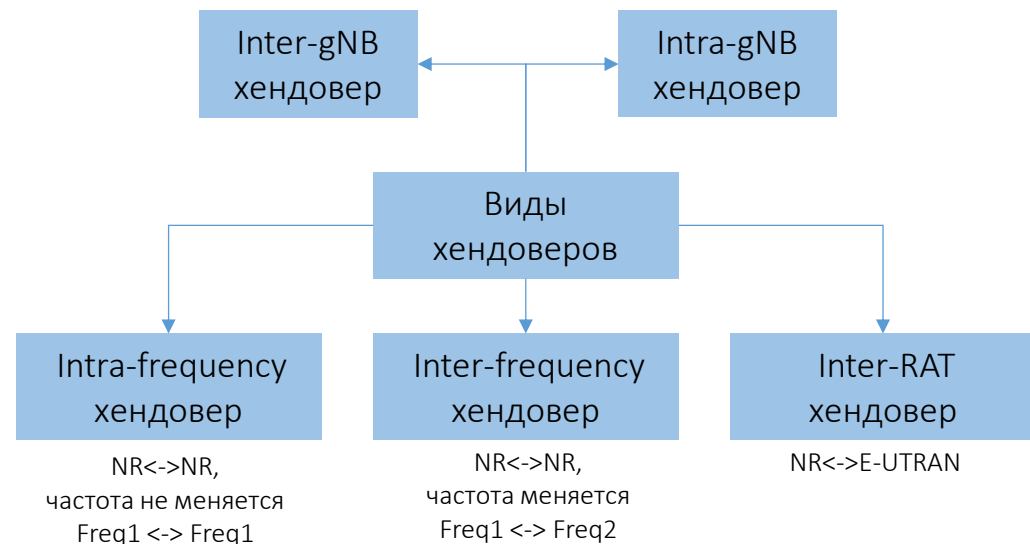 Inter-gNB
хендовер
Intra-gNB
хендовер
Виды
хендоверов
Intra-frequency
хендовер
Inter-frequency
хендовер
Inter-RAT
хендовер
NR<->NR,
частота не меняется
Freq1 <-> Freq1
NR<->NR,
частота меняется
Freq1 <-> Freq2
NR<->E-UTRAN